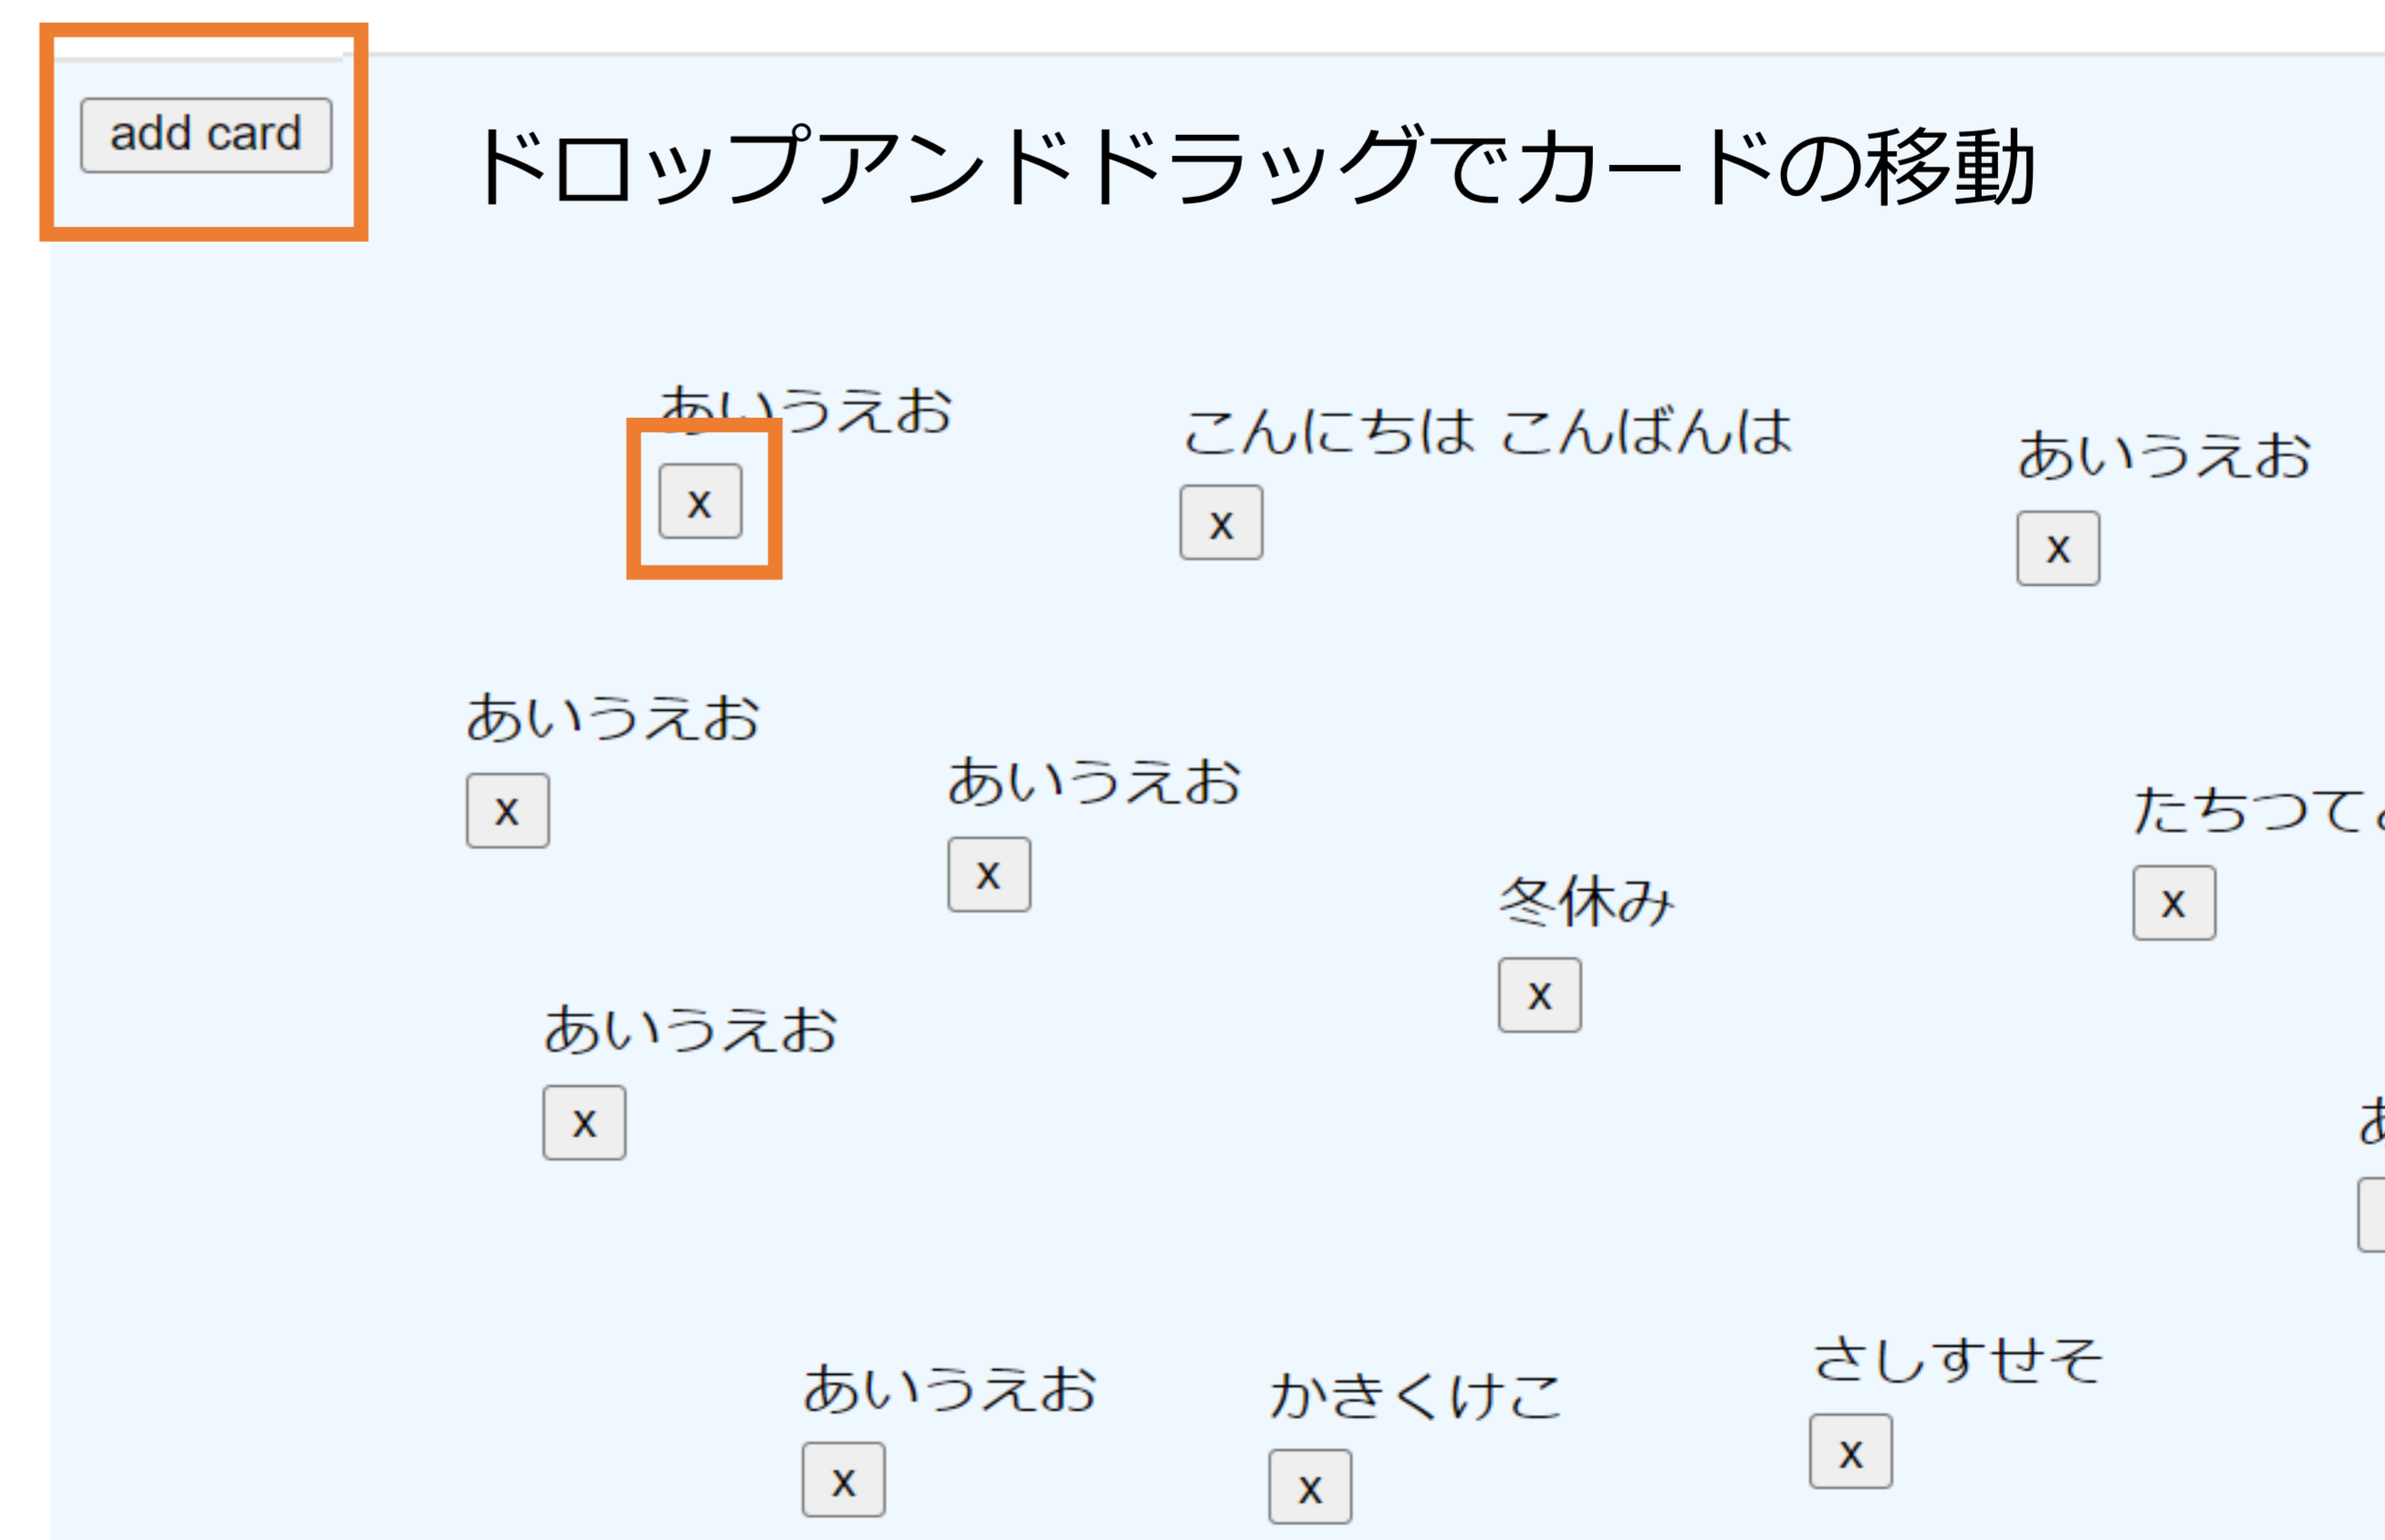 add card
ドロップアンドドラッグでカードの移動
あいうえお
x
こんにちは こんばんは
x
あいうえお
x
あいうえお
x
あいうえお
x
たちつて
x
冬休み
x
あいうえお
x
あ
あいうえお
x
かきくけこ
x
さしすせそ
x